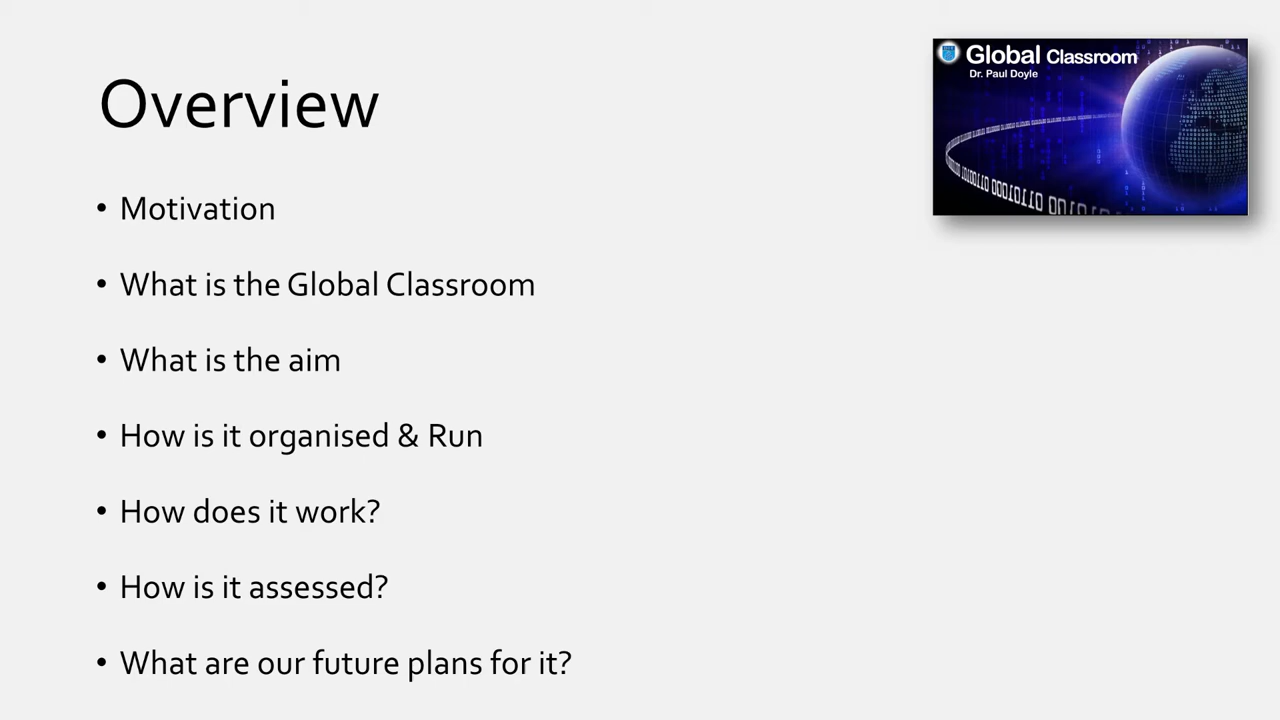 Overview
Global Classroom
Dr. Paul Doyle
• Motivation
• What is the Global Classroom
• What is the aim
• How is it organised & Run
• How does it work?
• How is it assessed?
• What are our future plans for it?